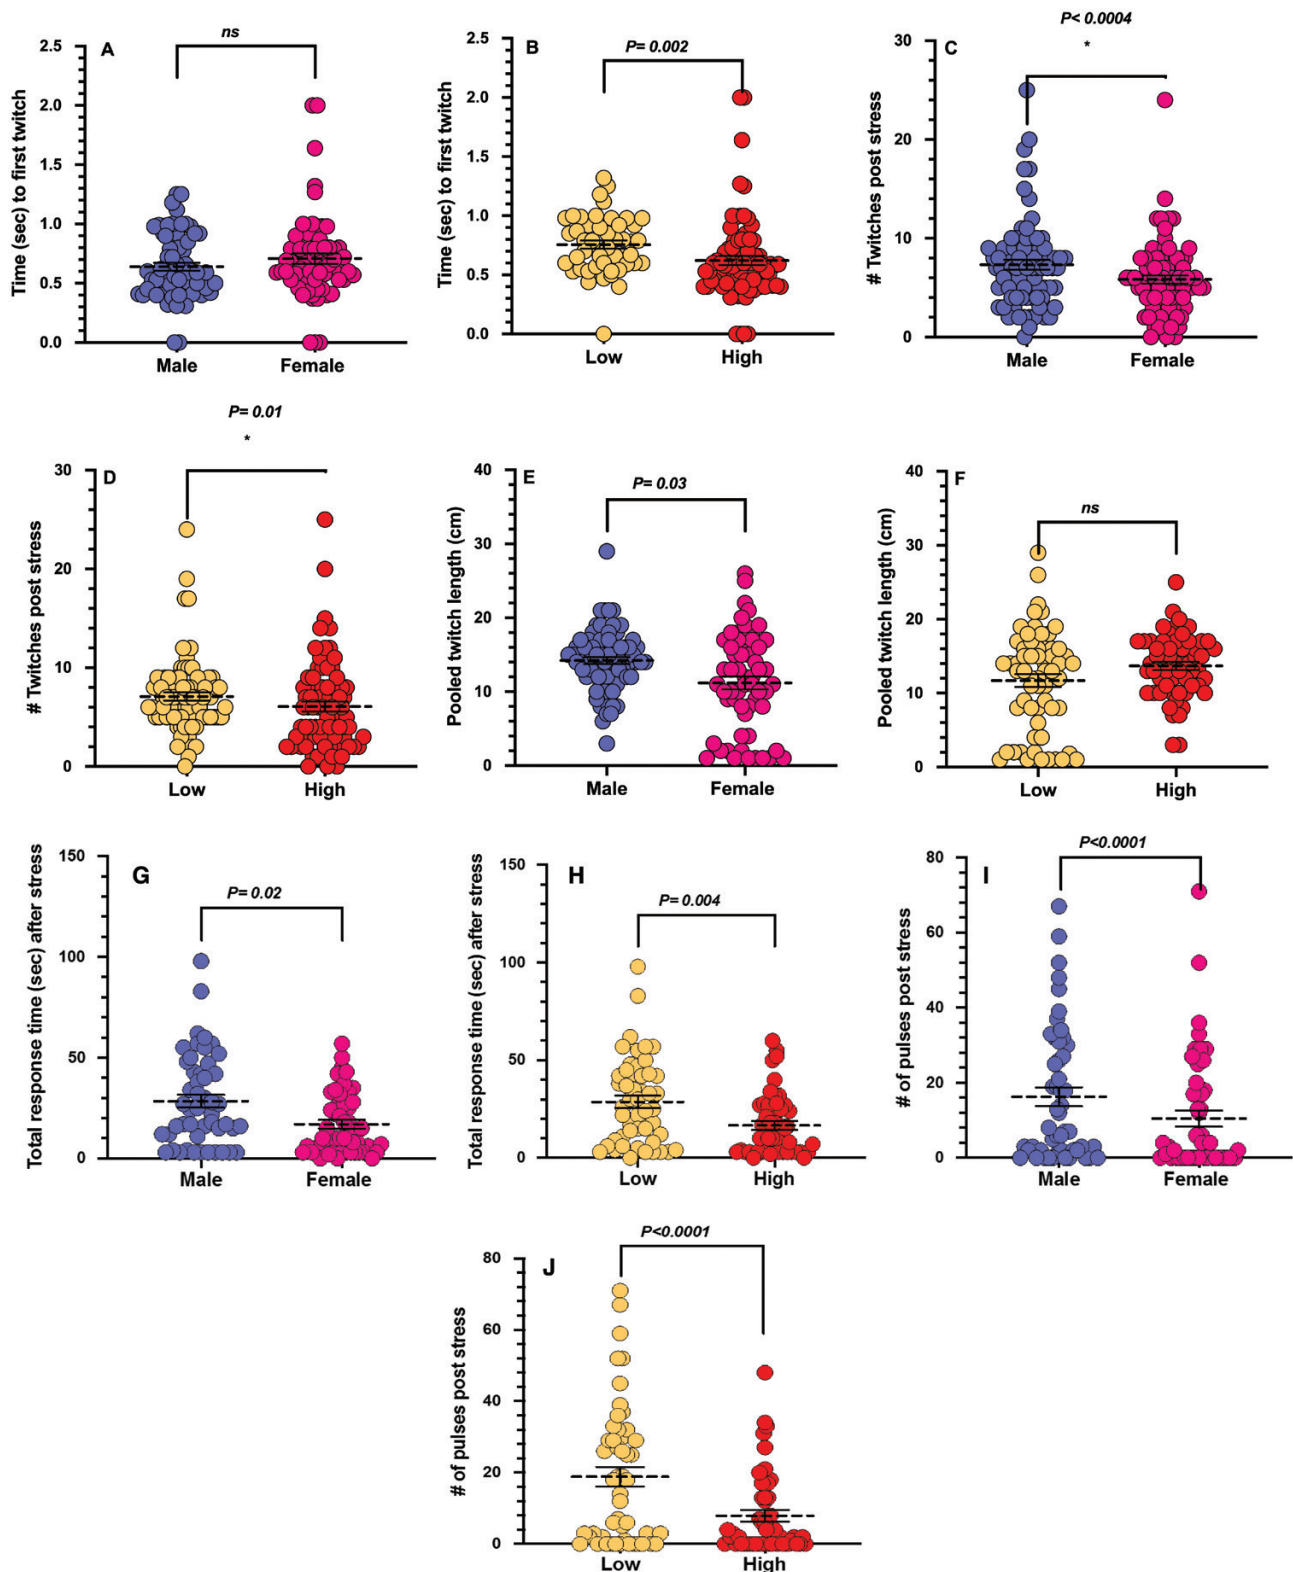 A
ns
Time (sec) to first twitch
2.5
2.0
1.5
1.0
0.5
0.0
Male
Female
B
P= 0.002
Time (sec) to first twitch
2.5
2.0
1.5
1.0
0.5
0.0
Low
High
P< 0.0004
*
C
# Twitches post stress
30
20
10
0
Male
Female
P= 0.01
*
D
# Twitches post stress
30
20
10
0
Low
High
E
P= 0.03
Pooled twitch length (cm)
40
30
20
10
0
Male
Female
F
ns
Pooled twitch length (cm)
40
30
20
10
0
Low
High
G
P= 0.02
Total response time (sec) after stress
150
100
50
0
Male
Female
H
P= 0.004
Total response time (sec) after stress
150
100
50
0
Low
High
P<0.0001
I
# of pulses post stress
80
60
40
20
0
Male
Female
P<0.0001
J
# of pulses post stress
80
60
40
20
0
Low
High